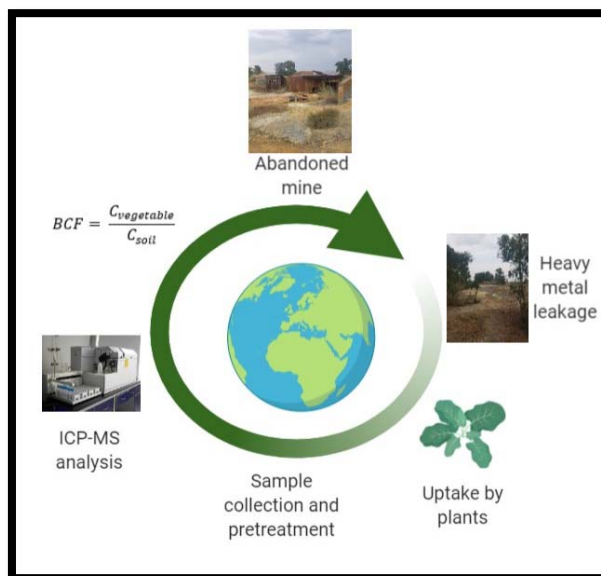 Abandoned
mine
BCF = C_vegetable / C_soil
Heavy
metal
leakage
ICP-MS
analysis
Sample
collection and
pretreatment
Uptake by
plants